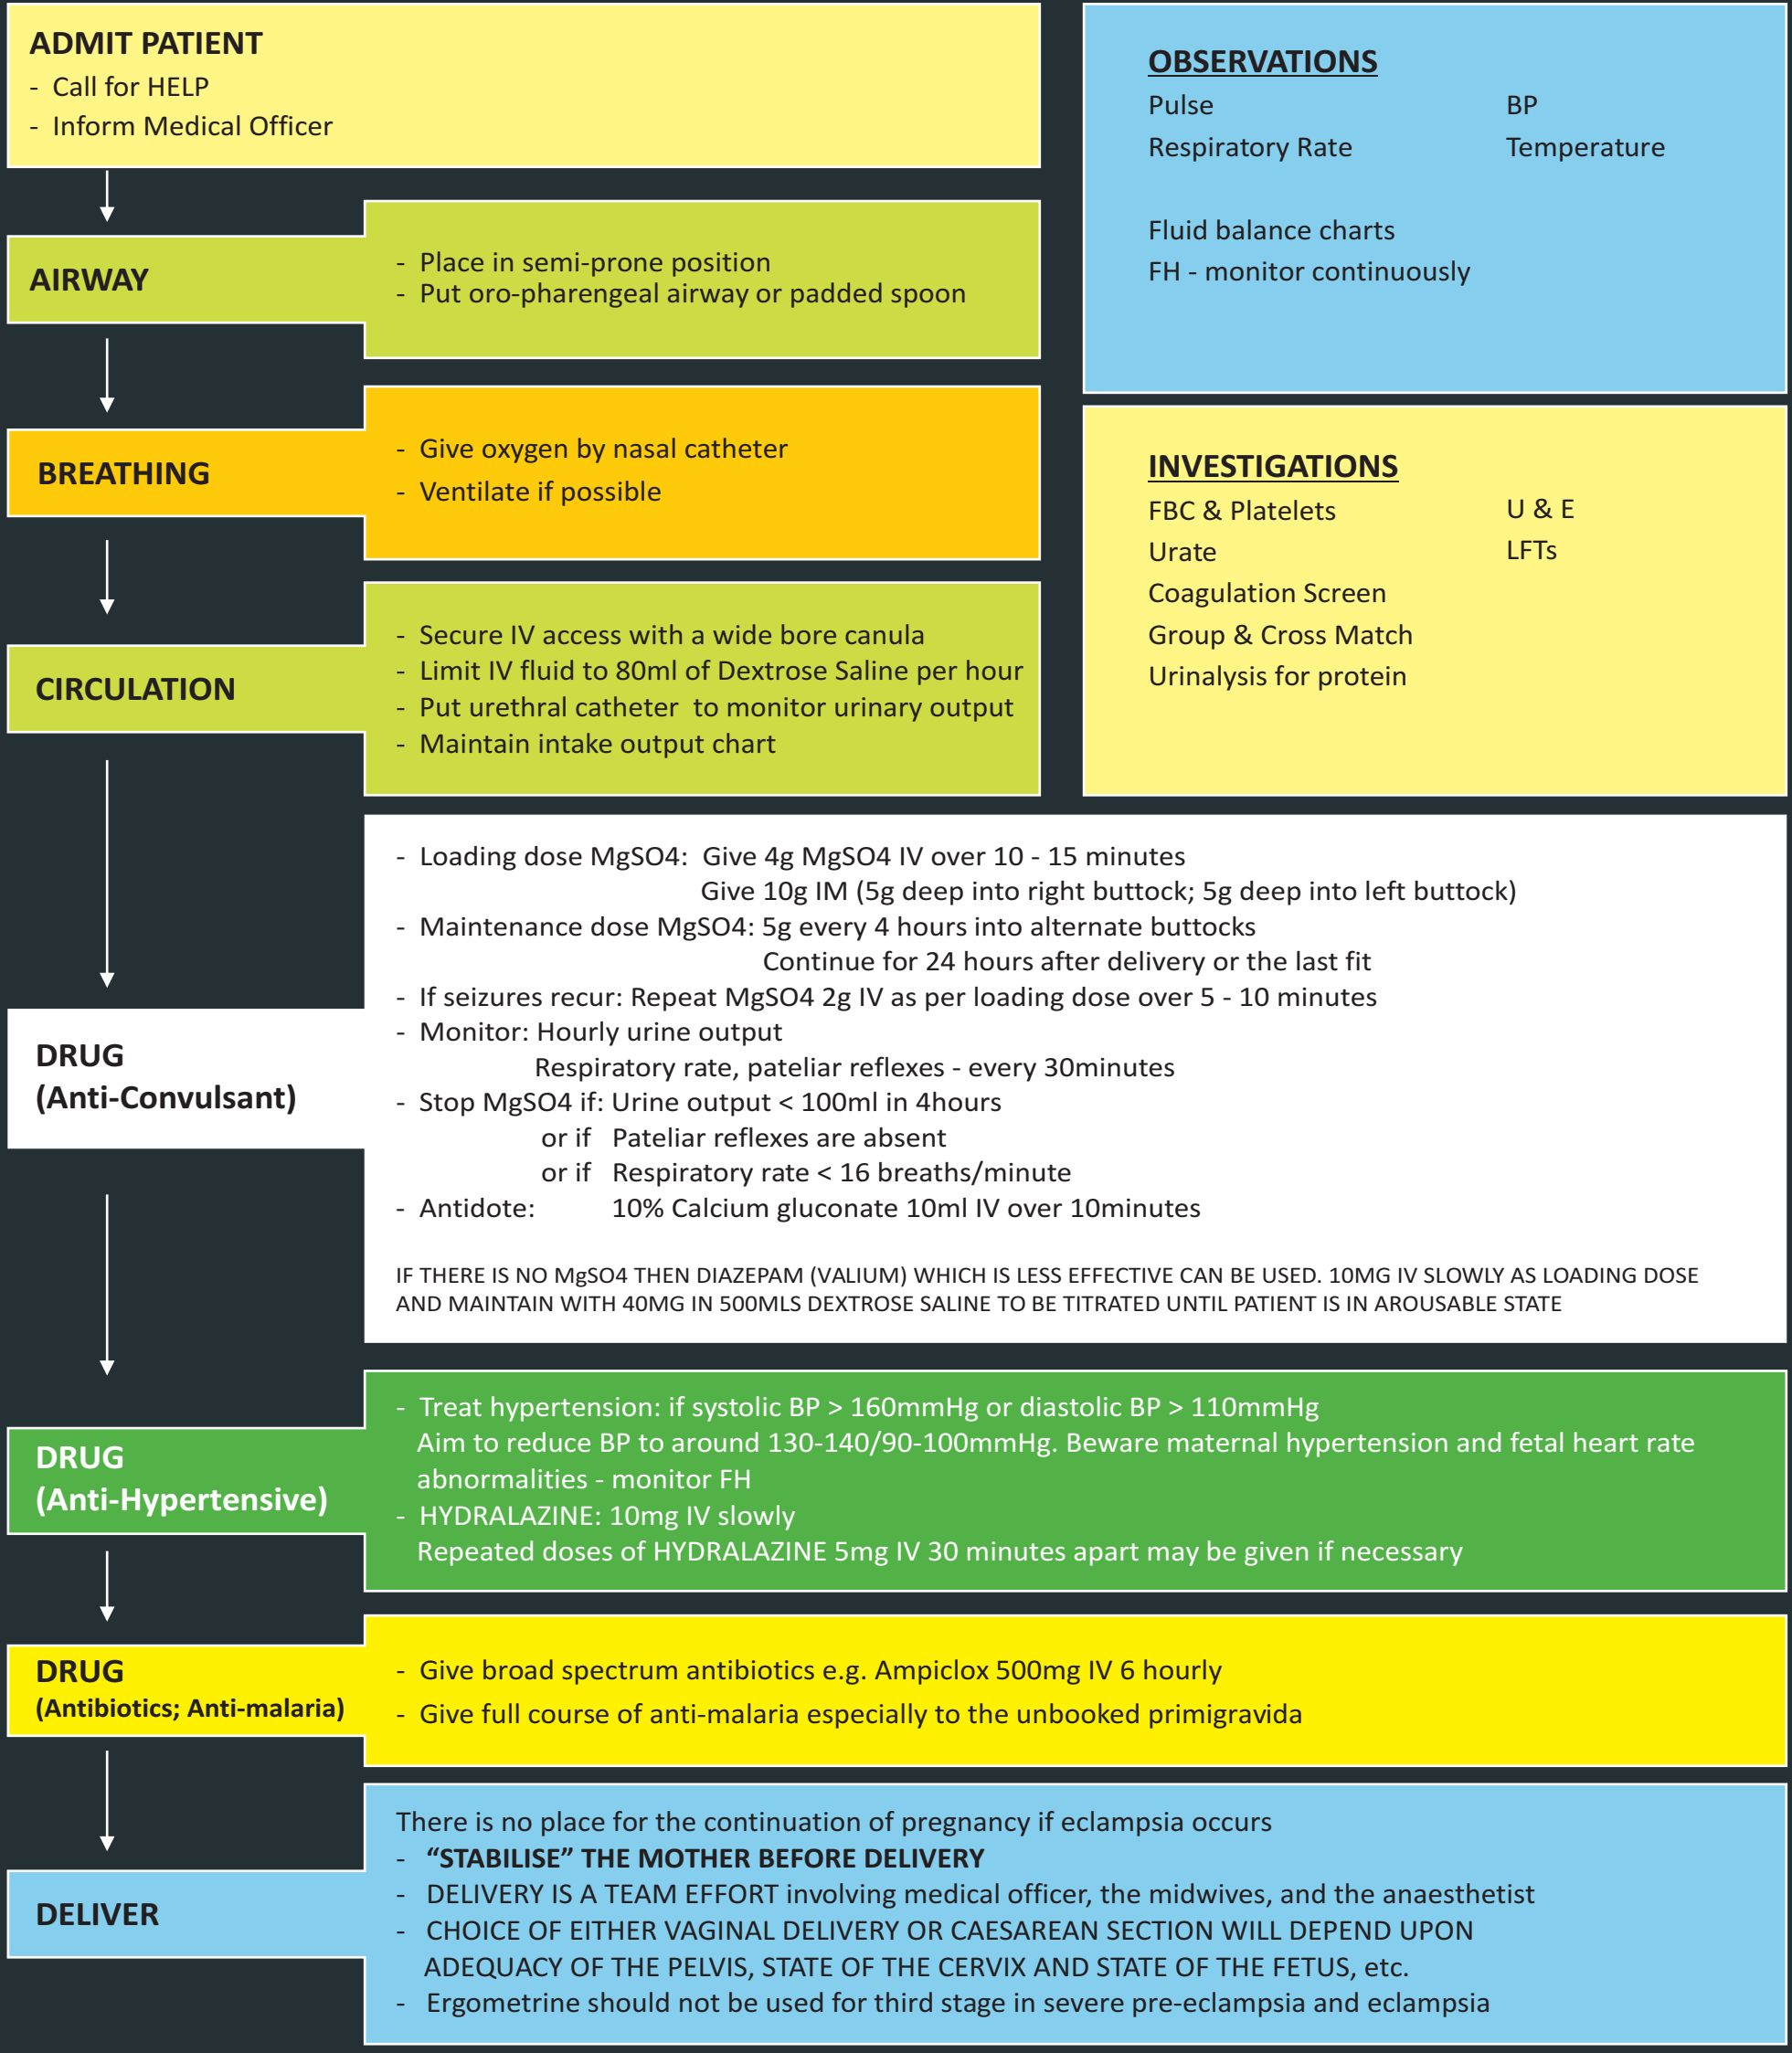 ADMIT PATIENT
- Call for HELP
- Inform Medical Officer
AIRWAY
- Place in semi-prone position
- Put oro-pharengeal airway or padded spoon
BREATHING
- Give oxygen by nasal catheter
- Ventilate if possible
CIRCULATION
- Secure IV access with a wide bore canula
- Limit IV fluid to 80ml of Dextrose Saline per hour
- Put urethral catheter to monitor urinary output
- Maintain intake output chart
OBSERVATIONS
Pulse BP
Respiratory Rate Temperature
Fluid balance charts
FH - monitor continuously
INVESTIGATIONS
FBC & Platelets U & E
Urate LFTs
Coagulation Screen
Group & Cross Match
Urinalysis for protein
DRUG
(Anti-Convulsant)
- Loading dose MgSO4: Give 4g MgSO4 IV over 10 - 15 minutes
Give 10g IM (5g deep into right buttock; 5g deep into left buttock)
- Maintenance dose MgSO4: 5g every 4 hours into alternate buttocks
Continue for 24 hours after delivery or the last fit
- If seizures recur: Repeat MgSO4 2g IV as per loading dose over 5 - 10 minutes
- Monitor: Hourly urine output
Respiratory rate, pateliar reflexes - every 30minutes
- Stop MgSO4 if: Urine output < 100ml in 4hours
or if Pateliar reflexes are absent
or if Respiratory rate < 16 breaths/minute
- Antidote: 10% Calcium gluconate 10ml IV over 10minutes
IF THERE IS NO MgSO4 THEN DIAZEPAM (VALIUM) WHICH IS LESS EFFECTIVE CAN BE USED. 10MG IV SLOWLY AS LOADING DOSE
AND MAINTAIN WITH 40MG IN 500MLS DEXTROSE SALINE TO BE TITRATED UNTIL PATIENT IS IN AROUSABLE STATE
DRUG
(Anti-Hypertensive)
- Treat hypertension: if systolic BP > 160mmHg or diastolic BP > 110mmHg
Aim to reduce BP to around 130-140/90-100mmHg. Beware maternal hypertension and fetal heart rate
abnormalities - monitor FH
- HYDRALAZINE: 10mg IV slowly
Repeated doses of HYDRALAZINE 5mg IV 30 minutes apart may be given if necessary
DRUG
(Antibiotics; Anti-malaria)
- Give broad spectrum antibiotics e.g. Ampiclox 500mg IV 6 hourly
- Give full course of anti-malaria especially to the unbooked primigravida
DELIVER
There is no place for the continuation of pregnancy if eclampsia occurs
- “STABILISE” THE MOTHER BEFORE DELIVERY
- DELIVERY IS A TEAM EFFORT involving medical officer, the midwives, and the anaesthetist
- CHOICE OF EITHER VAGINAL DELIVERY OR CAESAREAN SECTION WILL DEPEND UPON
ADEQUACY OF THE PELVIS, STATE OF THE CERVIX AND STATE OF THE FETUS, etc.
- Ergometrine should not be used for third stage in severe pre-eclampsia and eclampsia